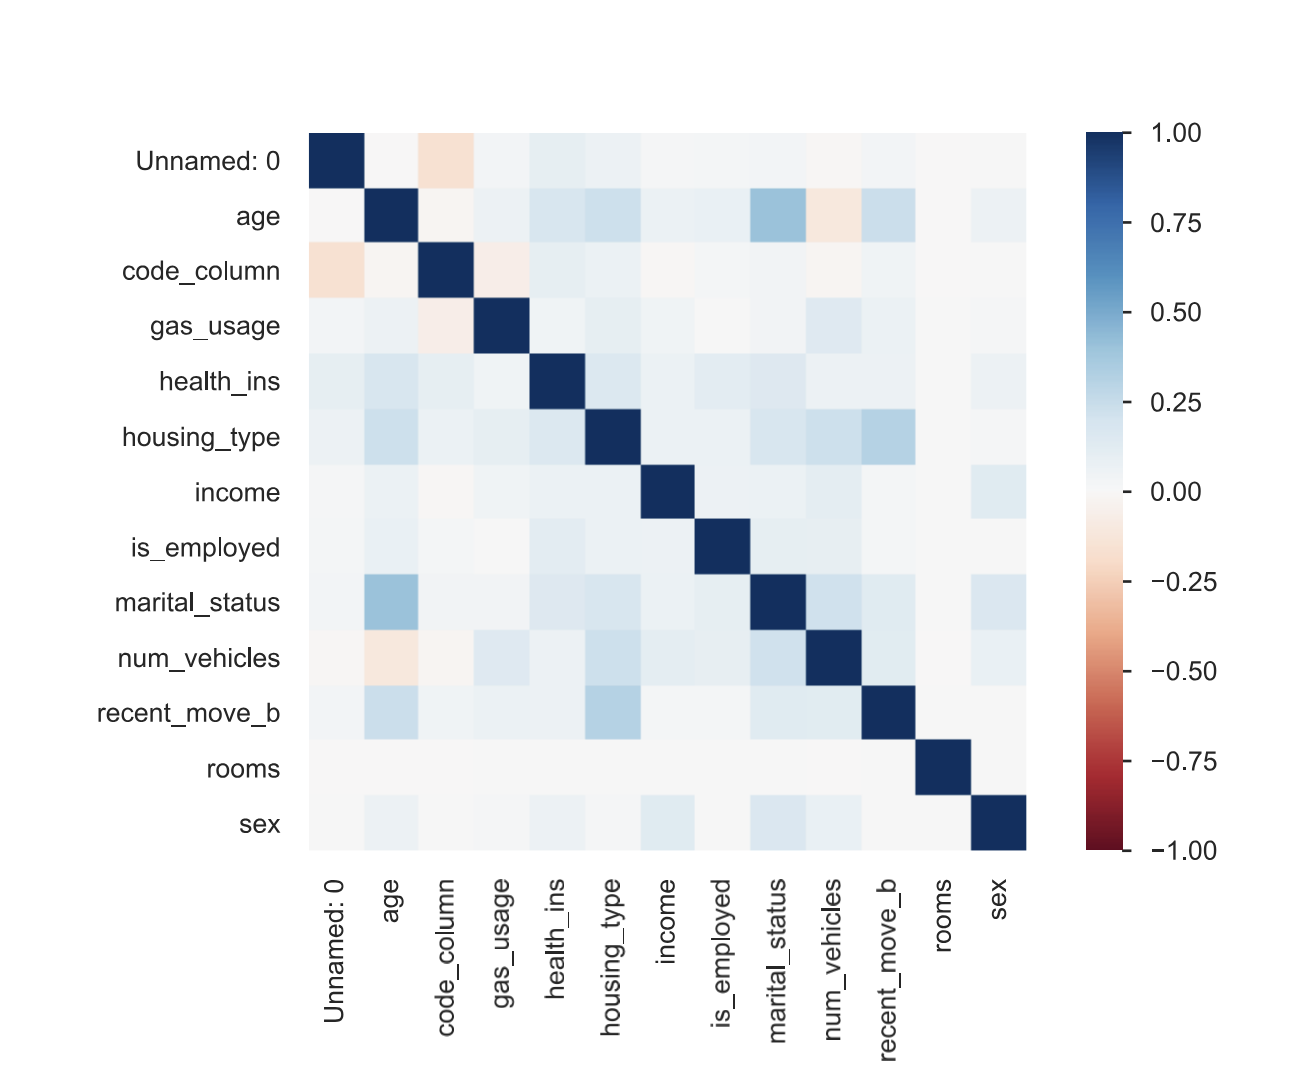 Unnamed: 0
age
code_column
gas_usage
health_ins
housing_type
income
is_employed
marital_status
num_vehicles
recent_move_b
rooms
sex
1.00
0.75
0.50
0.25
0.00
−0.25
−0.50
−0.75
−1.00
Unnamed: 0
age
code_column
gas_usage
health_ins
housing_type
income
is_employed
marital_status
num_vehicles
recent_move_b
rooms
sex